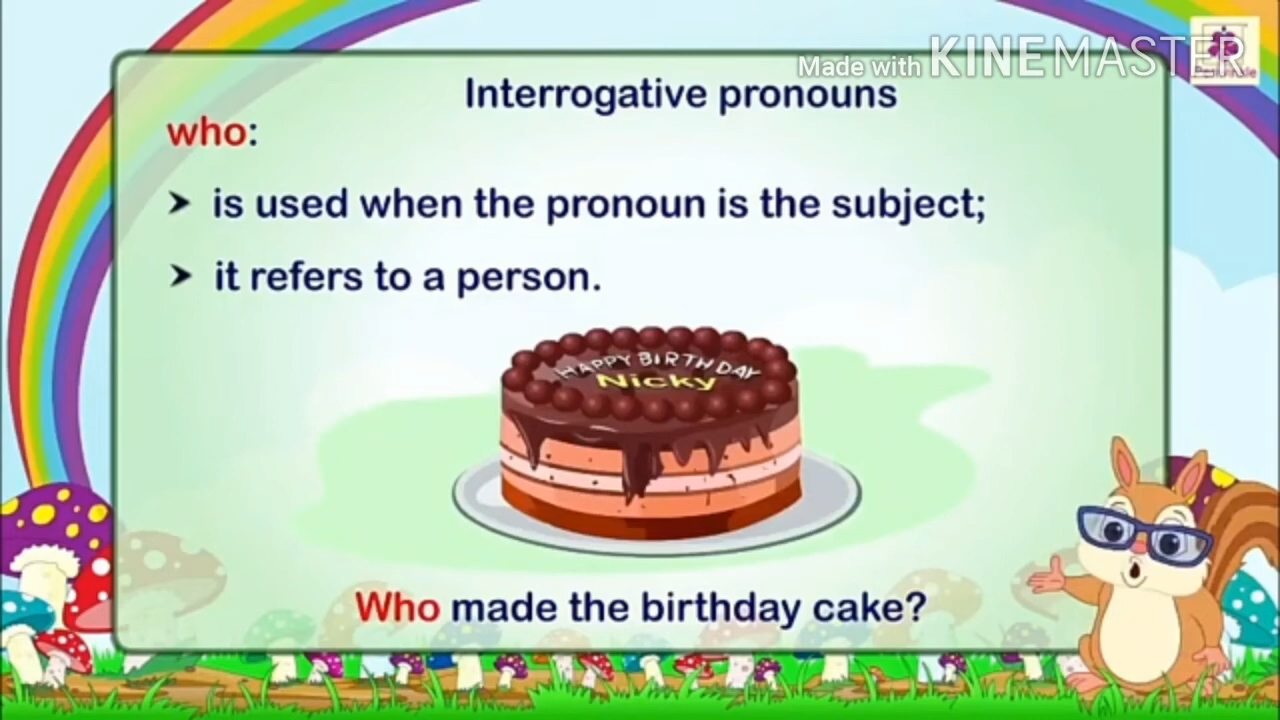 Made with KINEMASTER
Periwinkle
Interrogative pronouns
who:
➤ is used when the pronoun is the subject;
➤ it refers to a person.
HAPPY BIRTHDAY
Nicky
Who made the birthday cake?